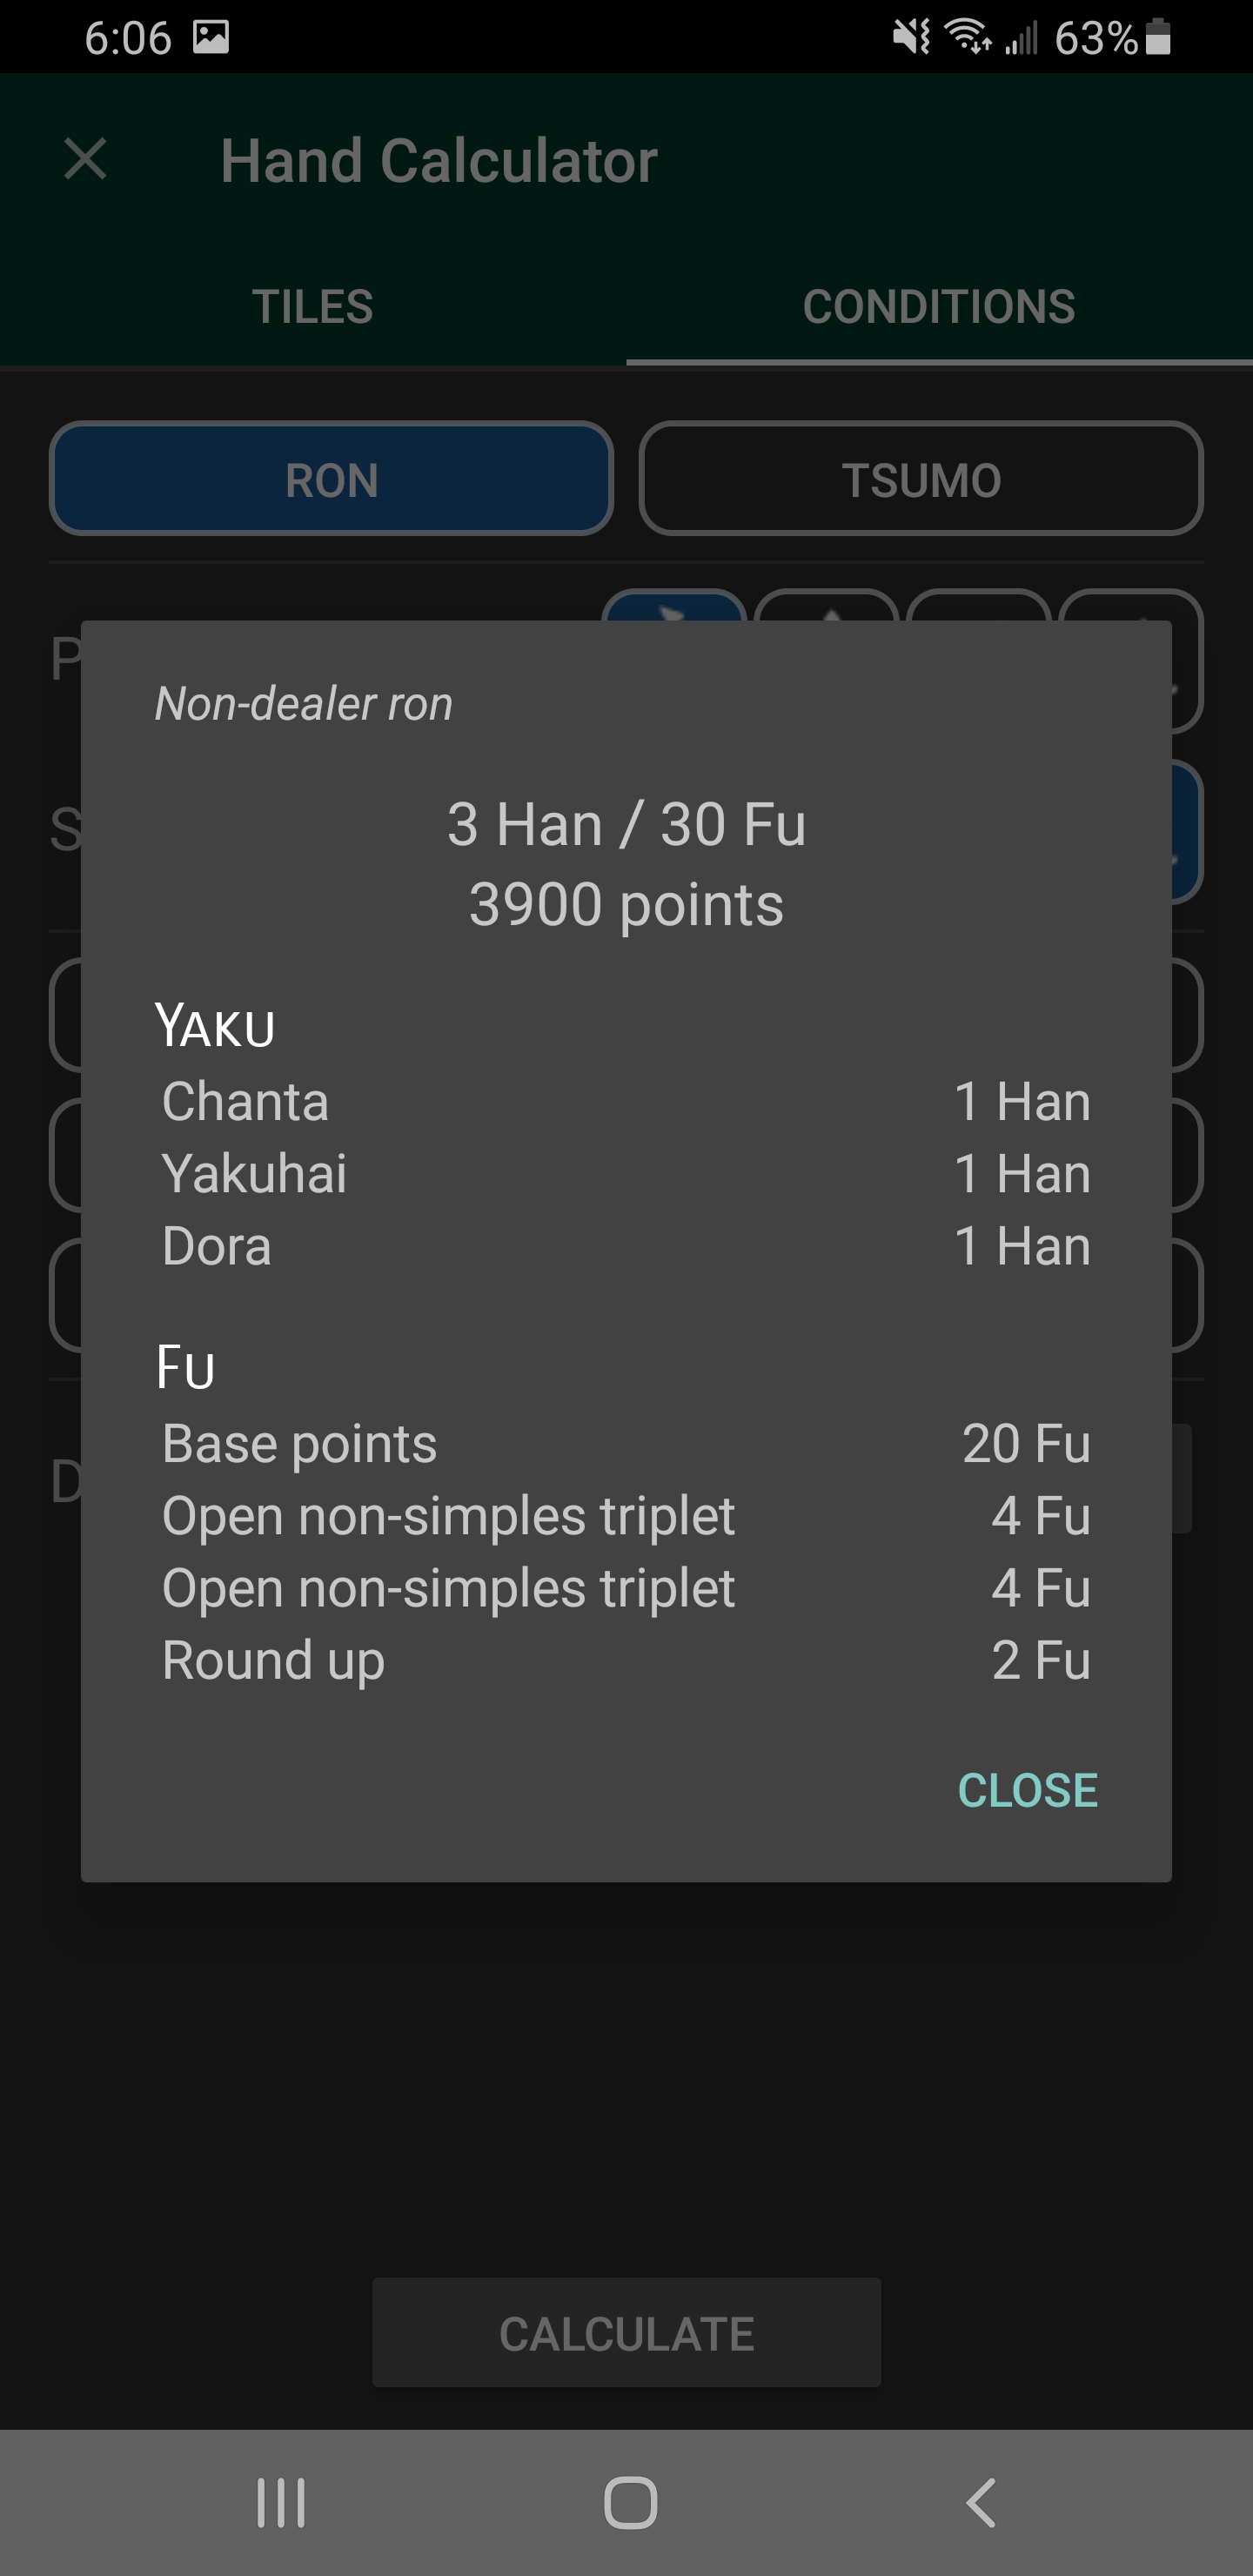 6:06 63%
Hand Calculator
TILES CONDITIONS
RON TSUMO
P
S
D
Non-dealer ron
3 Han / 30 Fu
3900 points
YAKU
Chanta 1 Han
Yakuhai 1 Han
Dora 1 Han
FU
Base points 20 Fu
Open non-simples triplet 4 Fu
Open non-simples triplet 4 Fu
Round up 2 Fu
CLOSE
CALCULATE